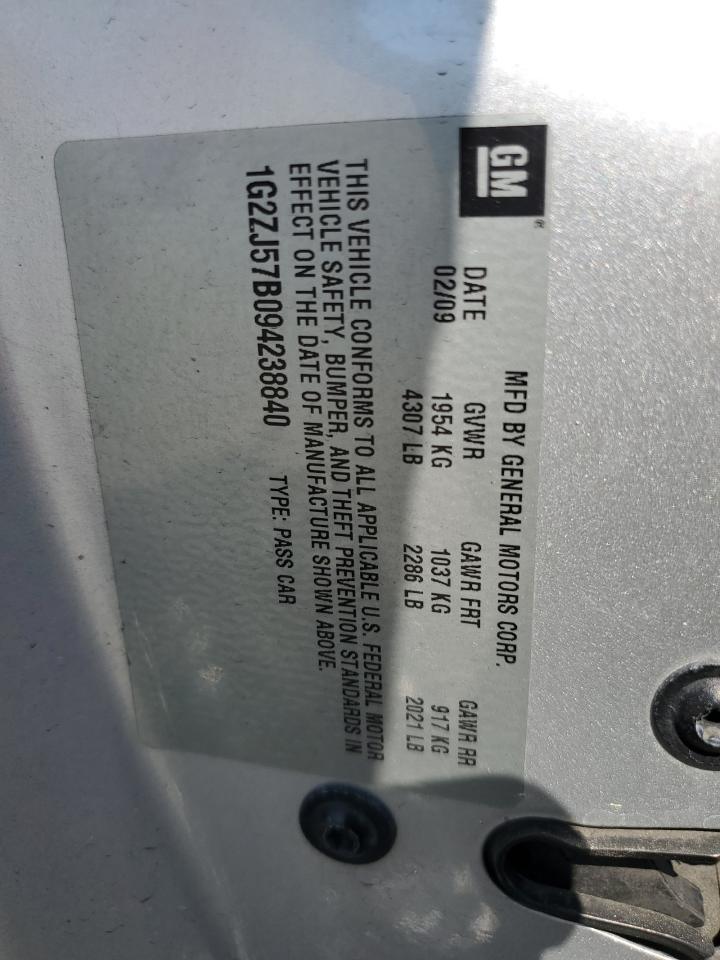 GM ®
MFD BY GENERAL MOTORS CORP.
DATE GVWR GAWR FRT GAWR RR
02/09 1954 KG 1037 KG 917 KG
4307 LB 2286 LB 2021 LB
THIS VEHICLE CONFORMS TO ALL APPLICABLE U.S. FEDERAL MOTOR
VEHICLE SAFETY, BUMPER, AND THEFT PREVENTION STANDARDS IN
EFFECT ON THE DATE OF MANUFACTURE SHOWN ABOVE.
1G2ZJ57B094238840 TYPE: PASS CAR